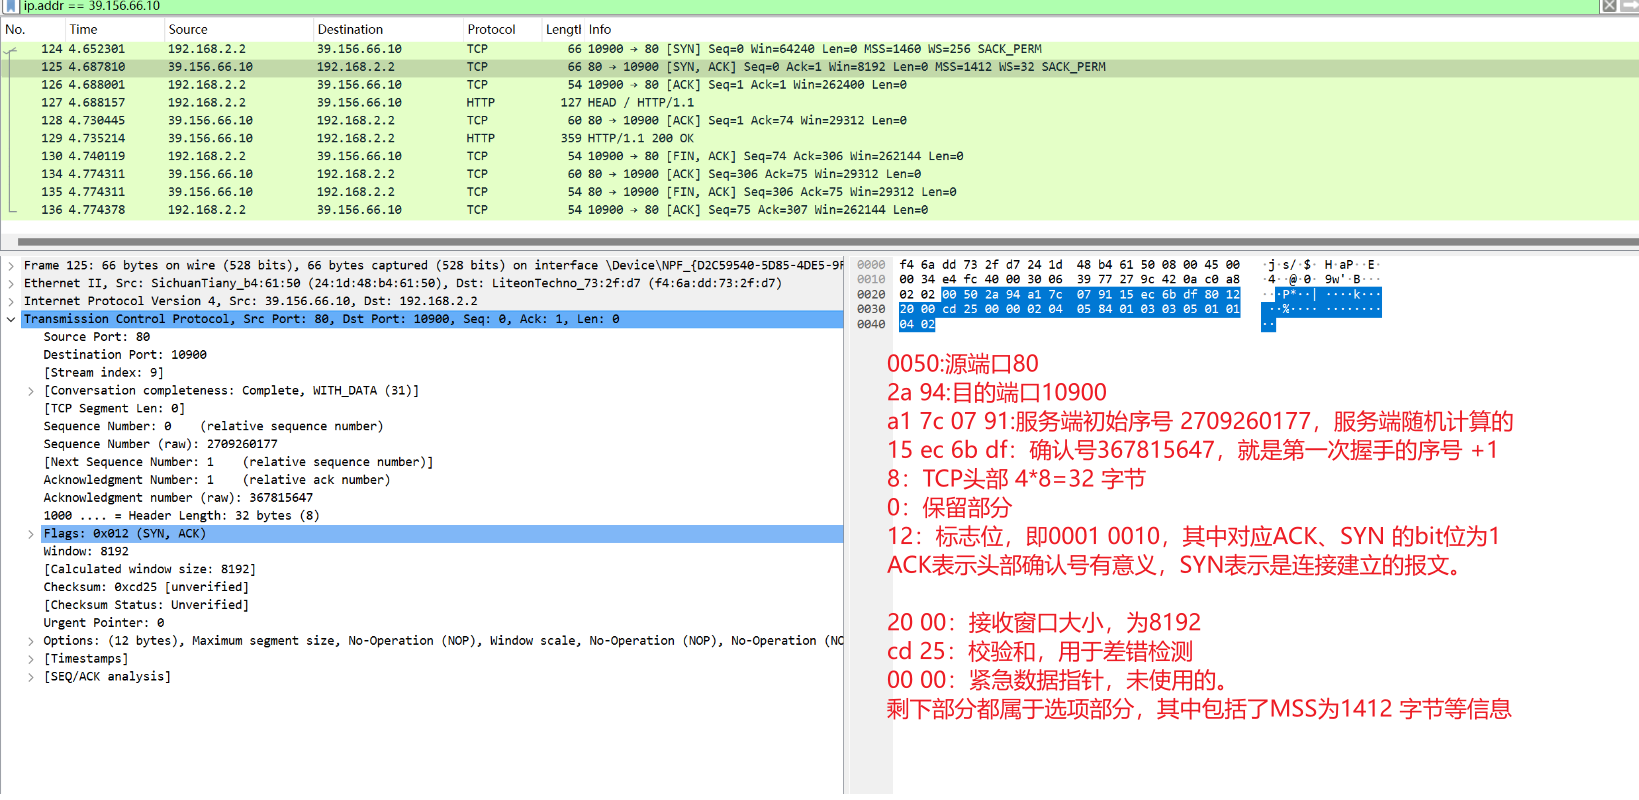 ip.addr == 39.156.66.10
No. Time Source Destination Protocol Lengtl Info
124 4.652301 192.168.2.2 39.156.66.10 TCP 66 10900 → 80 [SYN] Seq=0 Win=64240 Len=0 MSS=1460 WS=256 SACK_PERM
125 4.687810 39.156.66.10 192.168.2.2 TCP 66 80 → 10900 [SYN, ACK] Seq=0 Ack=1 Win=8192 Len=0 MSS=1412 WS=32 SACK_PERM
126 4.688001 192.168.2.2 39.156.66.10 TCP 54 10900 → 80 [ACK] Seq=1 Ack=1 Win=262400 Len=0
127 4.688157 192.168.2.2 39.156.66.10 HTTP 127 HEAD / HTTP/1.1
128 4.730445 39.156.66.10 192.168.2.2 TCP 60 80 → 10900 [ACK] Seq=1 Ack=74 Win=29312 Len=0
129 4.735214 39.156.66.10 192.168.2.2 HTTP 359 HTTP/1.1 200 OK
130 4.740119 192.168.2.2 39.156.66.10 TCP 54 10900 → 80 [FIN, ACK] Seq=74 Ack=306 Win=262144 Len=0
134 4.774311 39.156.66.10 192.168.2.2 TCP 60 80 → 10900 [ACK] Seq=306 Ack=75 Win=29312 Len=0
135 4.774311 39.156.66.10 192.168.2.2 TCP 54 80 → 10900 [FIN, ACK] Seq=306 Ack=75 Win=29312 Len=0
136 4.774378 192.168.2.2 39.156.66.10 TCP 54 10900 → 80 [ACK] Seq=75 Ack=307 Win=262144 Len=0
Frame 125: 66 bytes on wire (528 bits), 66 bytes captured (528 bits) on interface \Device\NPF_{D2C59540-5D85-4DE5-9F
Ethernet II, Src: SichuanTiany_b4:61:50 (24:1d:48:b4:61:50), Dst: LiteonTechno_73:2f:d7 (f4:6a:dd:73:2f:d7)
Internet Protocol Version 4, Src: 39.156.66.10, Dst: 192.168.2.2
Transmission Control Protocol, Src Port: 80, Dst Port: 10900, Seq: 0, Ack: 1, Len: 0
Source Port: 80
Destination Port: 10900
[Stream index: 9]
[Conversation completeness: Complete, WITH_DATA (31)]
[TCP Segment Len: 0]
Sequence Number: 0 (relative sequence number)
Sequence Number (raw): 2709260177
[Next Sequence Number: 1 (relative sequence number)]
Acknowledgment Number: 1 (relative ack number)
Acknowledgment number (raw): 367815647
1000 .... = Header Length: 32 bytes (8)
Flags: 0x012 (SYN, ACK)
Window: 8192
[Calculated window size: 8192]
Checksum: 0xcd25 [unverified]
[Checksum Status: Unverified]
Urgent Pointer: 0
Options: (12 bytes), Maximum segment size, No-Operation (NOP), Window scale, No-Operation (NOP), No-Operation (NO
[Timestamps]
[SEQ/ACK analysis]
0000 f4 6a dd 73 2f d7 24 1d 48 b4 61 50 08 00 45 00 ·j·s/·$· H·aP··E·
0010 00 34 e4 fc 40 00 30 06 39 77 27 9c 42 0a c0 a8 ·4··@·0· 9w'·B···
0020 02 02 00 50 2a 94 a1 7c 07 91 15 ec 6b df 80 12 ···P*··| ····k···
0030 20 00 cd 25 00 00 02 04 05 84 01 03 03 05 01 01 ··%····· ········
0040 04 02 ··
0050:源端口80
2a 94:目的端口10900
a1 7c 07 91:服务端初始序号 2709260177，服务端随机计算的
15 ec 6b df：确认号367815647，就是第一次握手的序号 +1
8：TCP头部 4*8=32 字节
0：保留部分
12：标志位，即0001 0010，其中对应ACK、SYN 的bit位为1
ACK表示头部确认号有意义，SYN表示是连接建立的报文。
20 00：接收窗口大小，为8192
cd 25：校验和，用于差错检测
00 00：紧急数据指针，未使用的。
剩下部分都属于选项部分，其中包括了MSS为1412 字节等信息